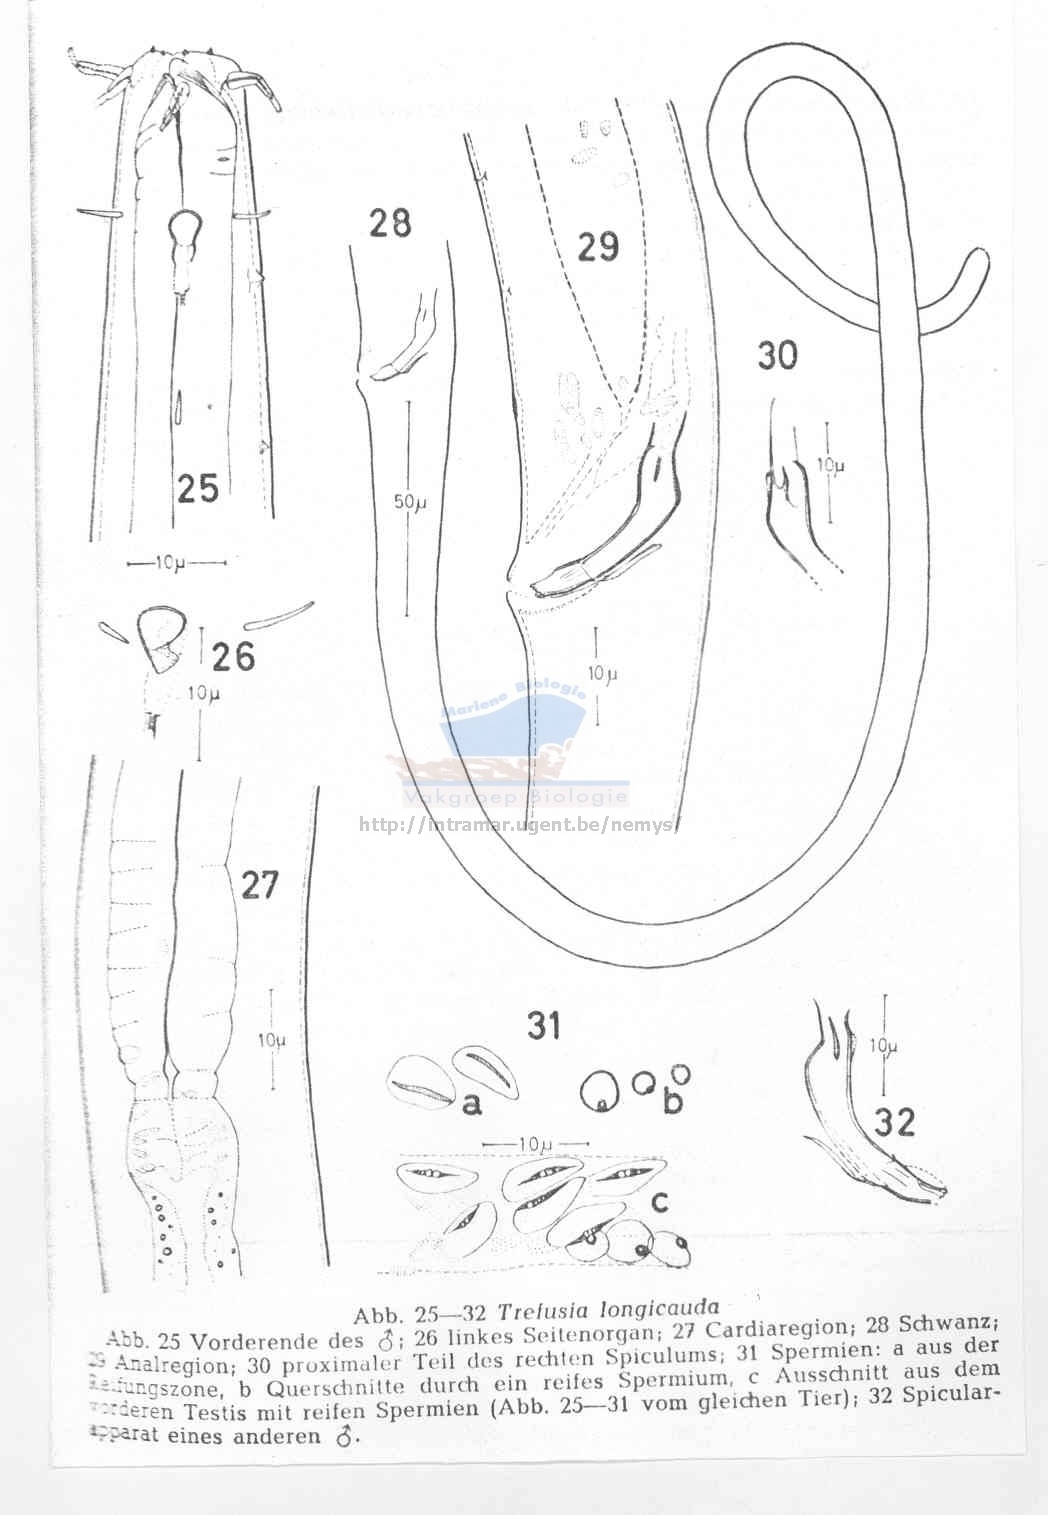 28
29
30
10µ
25
50µ
10µ
26
10µ
10µ
Mariene Biologie
Vakgroep Biologie
http://intramar.ugent.be/nemys/
27
10µ
31
a
b
10µ
32
10µ
c
Abb. 25—32 Trefusia longicauda
Abb. 25 Vorderende des ♂; 26 linkes Seitenorgan; 27 Cardiaregion; 28 Schwanz;
29 Analregion; 30 proximaler Teil des rechten Spiculums; 31 Spermien: a aus der
Reifungszone, b Querschnitte durch ein reifes Spermium, c Ausschnitt aus dem
vorderen Testis mit reifen Spermien (Abb. 25—31 vom gleichen Tier); 32 Spicular-
apparat eines anderen ♂.